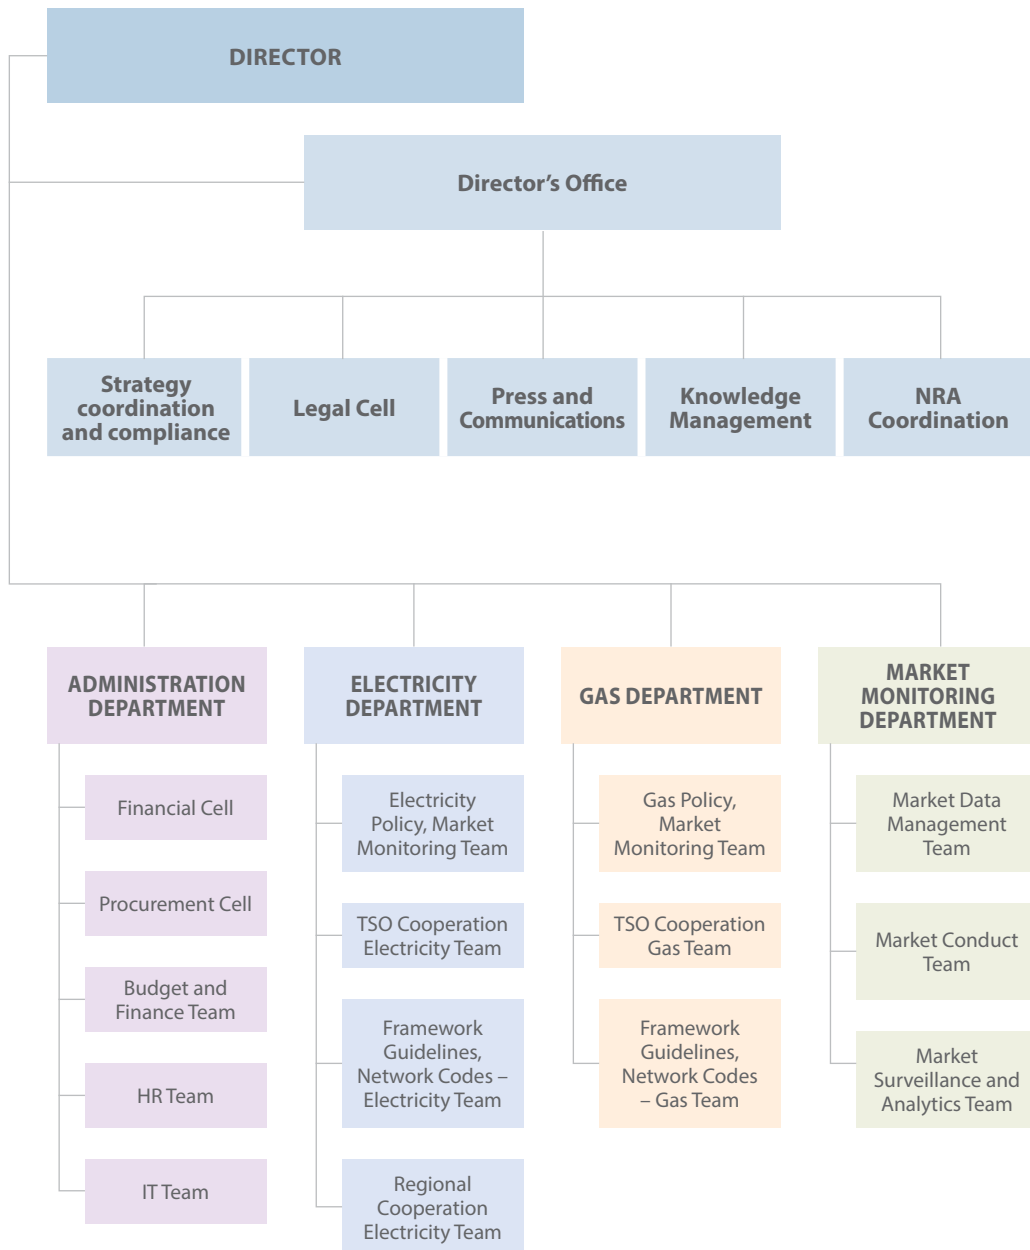 DIRECTOR
Director’s Office
Strategy
coordination
and compliance
Legal Cell
Press and
Communications
Knowledge
Management
NRA
Coordination
ADMINISTRATION
DEPARTMENT
Financial Cell
Procurement Cell
Budget and
Finance Team
HR Team
IT Team
ELECTRICITY
DEPARTMENT
Electricity
Policy, Market
Monitoring Team
TSO Cooperation
Electricity Team
Framework
Guidelines,
Network Codes –
Electricity Team
Regional
Cooperation
Electricity Team
GAS DEPARTMENT
Gas Policy,
Market
Monitoring Team
TSO Cooperation
Gas Team
Framework
Guidelines,
Network Codes
– Gas Team
MARKET
MONITORING
DEPARTMENT
Market Data
Management
Team
Market Conduct
Team
Market
Surveillance and
Analytics Team